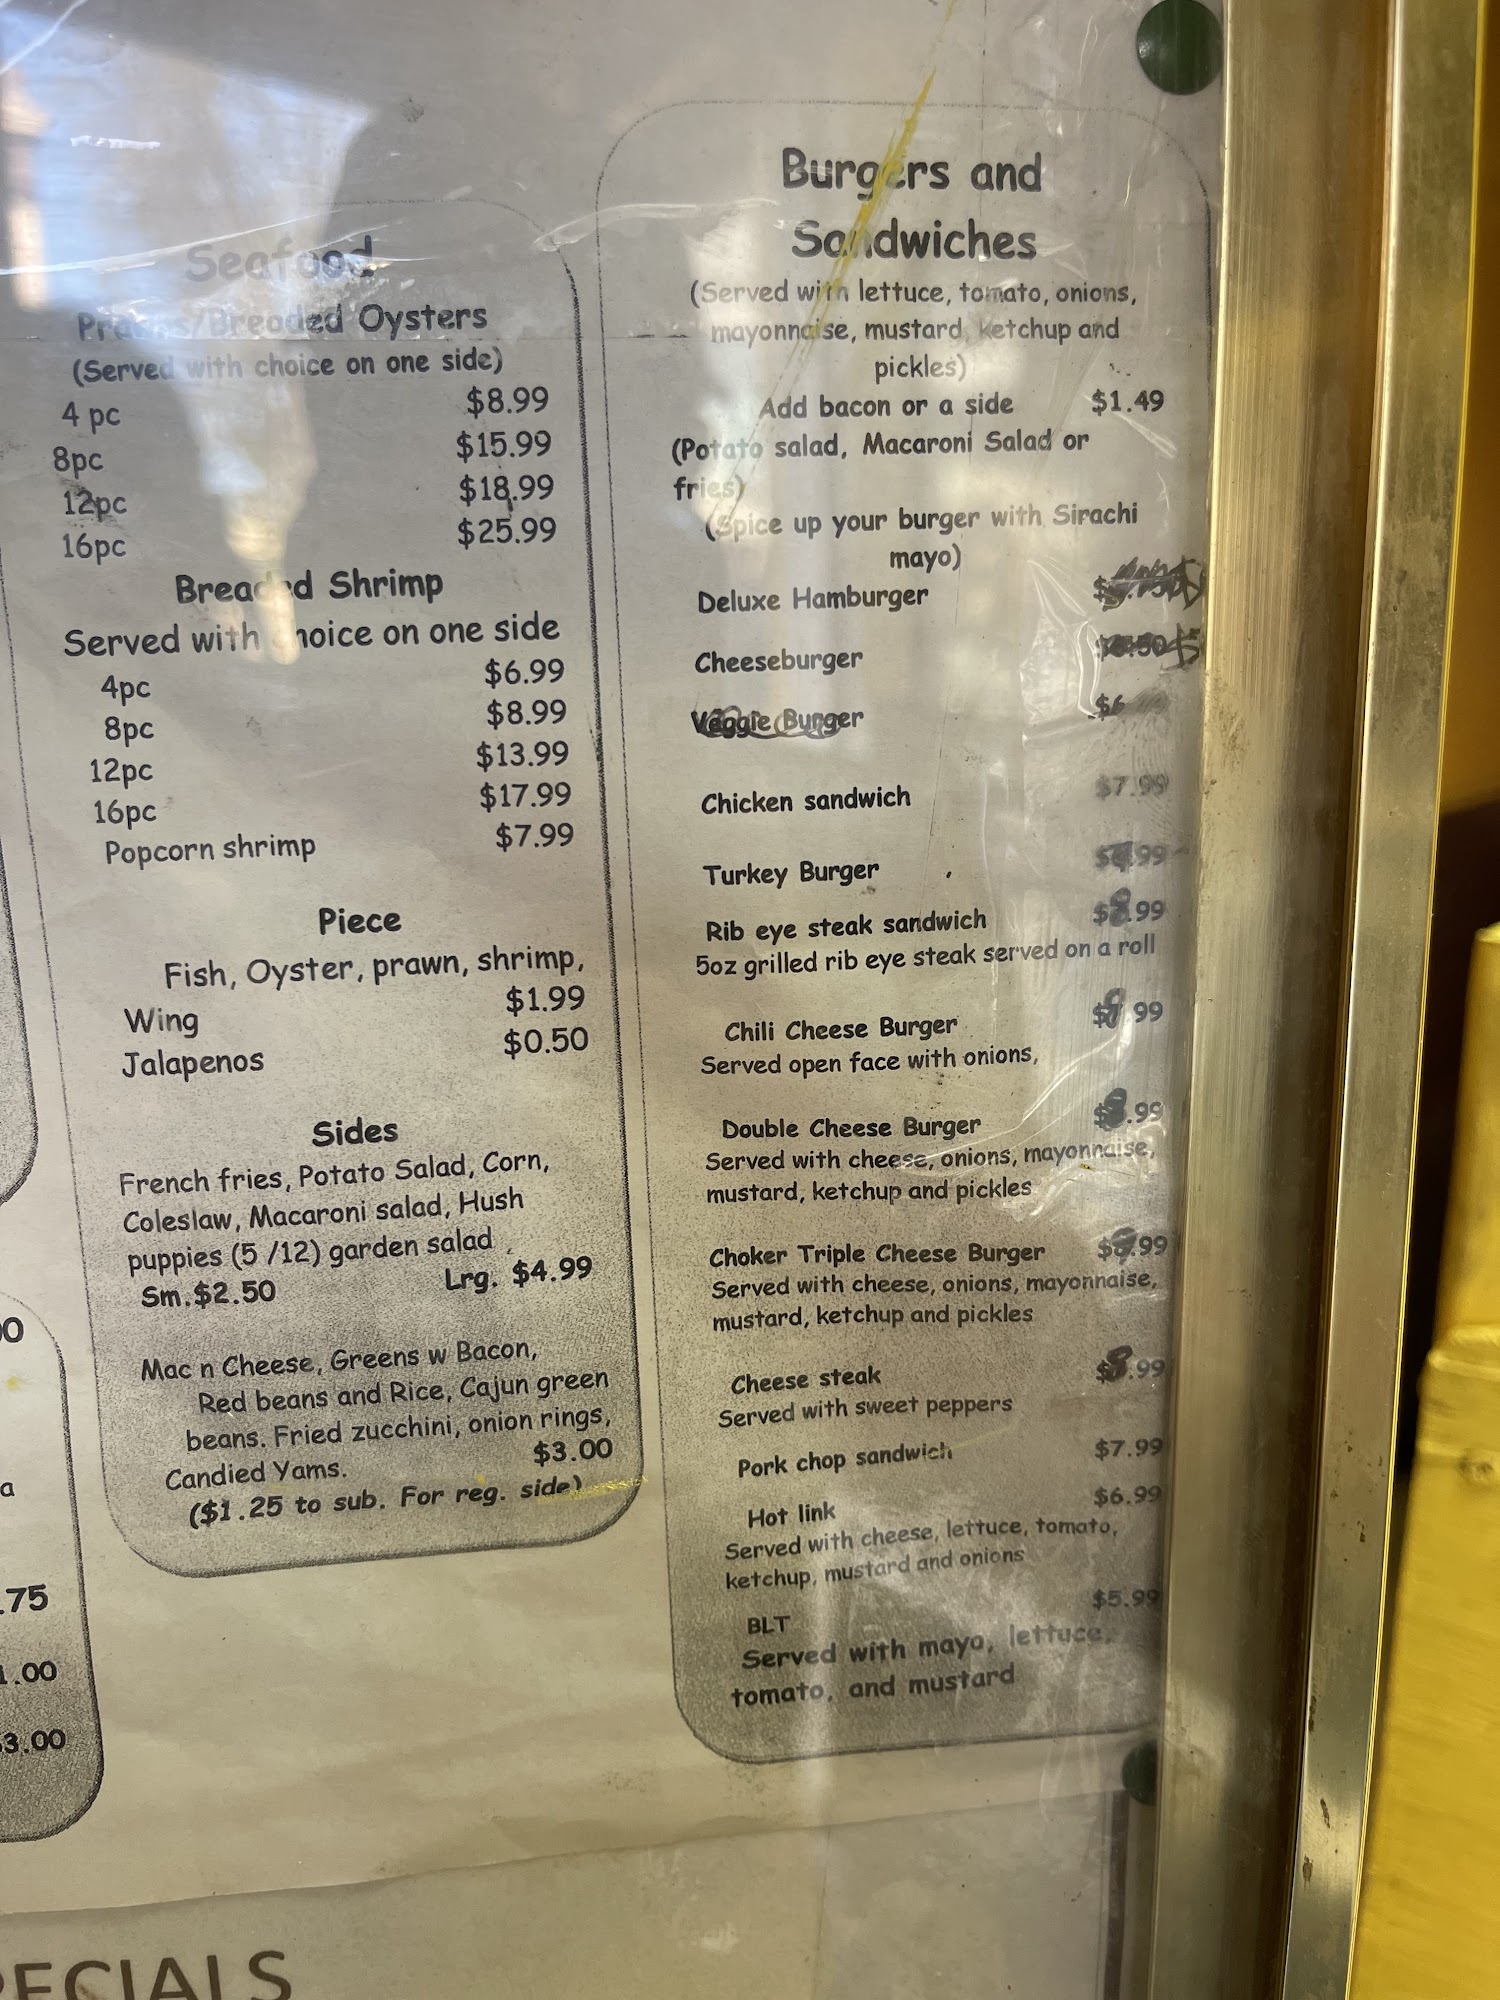 Seafood
Prawns/Breaded Oysters
(Served with choice on one side)
4 pc $8.99
8pc $15.99
12pc $18.99
16pc $25.99
Breaded Shrimp
Served with choice on one side
4pc $6.99
8pc $8.99
12pc $13.99
16pc $17.99
Popcorn shrimp $7.99
Piece
Fish, Oyster, prawn, shrimp,
Wing $1.99
Jalapenos $0.50
Sides
French fries, Potato Salad, Corn,
Coleslaw, Macaroni salad, Hush
puppies (5 /12) garden salad
Sm.$2.50 Lrg. $4.99
Mac n Cheese, Greens w Bacon,
Red beans and Rice, Cajun green
beans. Fried zucchini, onion rings,
Candied Yams. $3.00
($1.25 to sub. For reg. side)
Burgers and
Sandwiches
(Served with lettuce, tomato, onions,
mayonnaise, mustard, ketchup and
pickles)
Add bacon or a side $1.49
(Potato salad, Macaroni Salad or
fries)
(Spice up your burger with Sirachi
mayo)
Deluxe Hamburger
Cheeseburger
Veggie Burger
Chicken sandwich $7.99
Turkey Burger
Rib eye steak sandwich
5oz grilled rib eye steak served on a roll
Chili Cheese Burger
Served open face with onions,
Double Cheese Burger
Served with cheese, onions, mayonnaise,
mustard, ketchup and pickles
Choker Triple Cheese Burger
Served with cheese, onions, mayonnaise,
mustard, ketchup and pickles
Cheese steak $8.99
Served with sweet peppers
Pork chop sandwich $7.99
Hot link $6.99
Served with cheese, lettuce, tomato,
ketchup, mustard and onions
BLT $5.99
Served with mayo, lettuce,
tomato, and mustard
.75
1.00
3.00
PECIALS